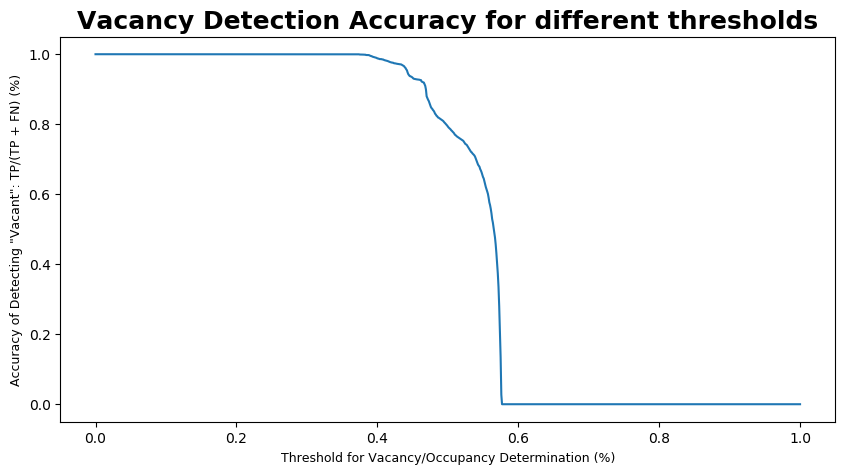 Vacancy Detection Accuracy for different thresholds
Accuracy of Detecting "Vacant": TP/(TP + FN) (%)
1.0
0.8
0.6
0.4
0.2
0.0
0.0 0.2 0.4 0.6 0.8 1.0
Threshold for Vacancy/Occupancy Determination (%)